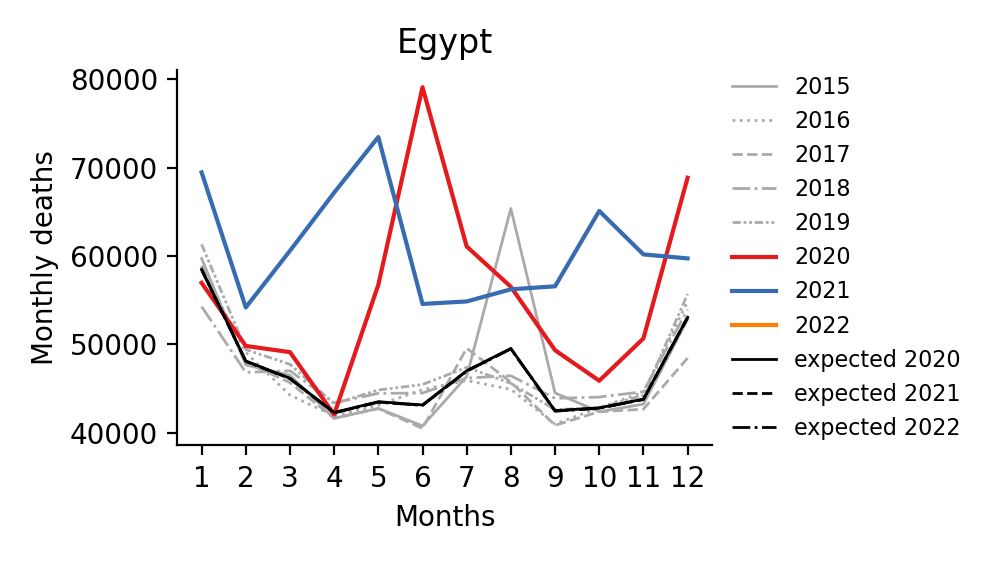 Egypt
Monthly deaths
80000
70000
60000
50000
40000
1 2 3 4 5 6 7 8 9 10 11 12
Months
2015
2016
2017
2018
2019
2020
2021
2022
expected 2020
expected 2021
expected 2022